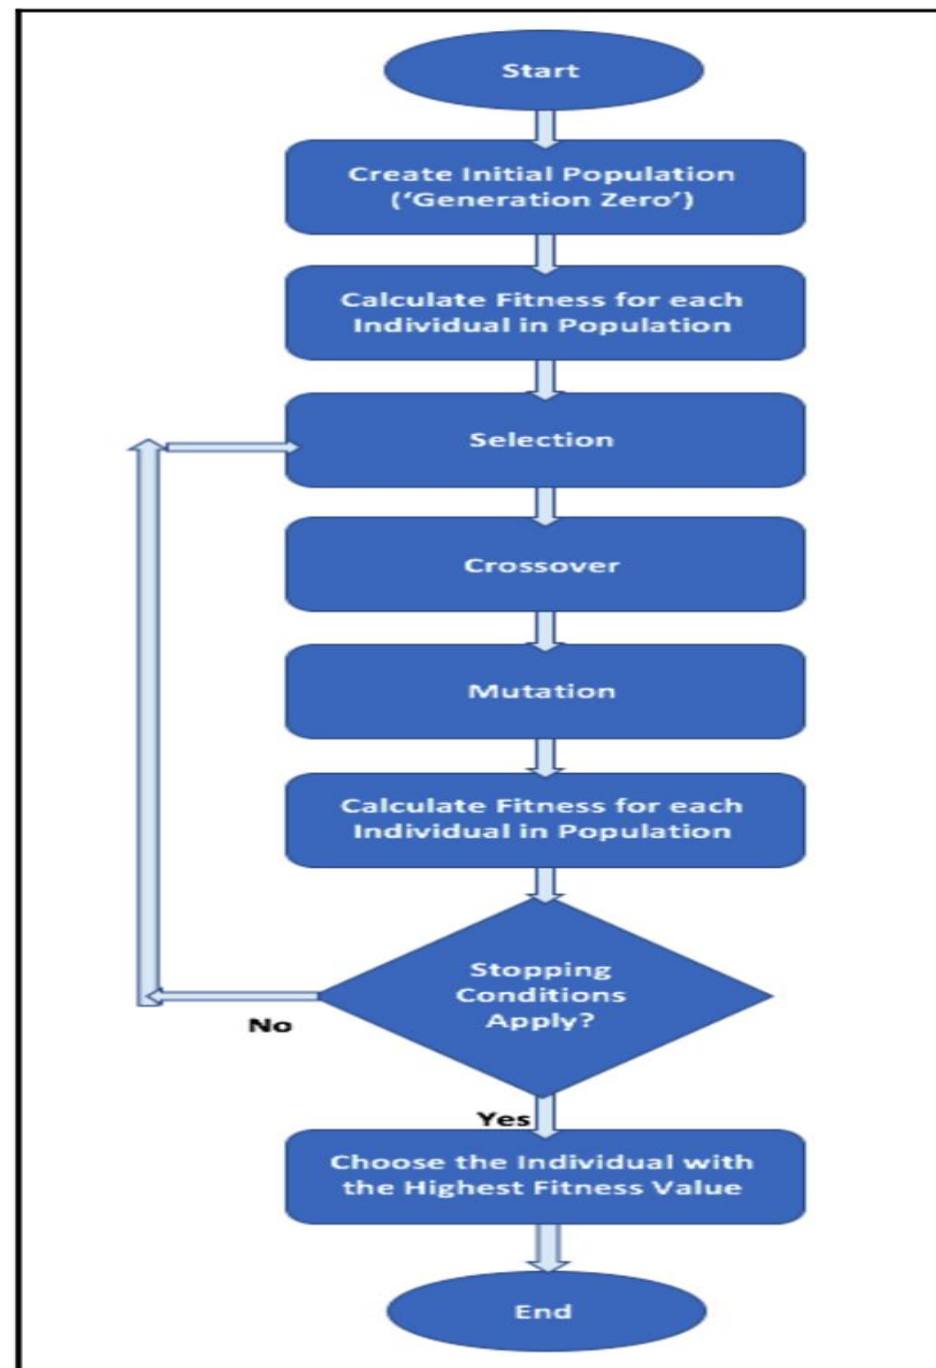 Start
Create Initial Population
(‘Generation Zero’)
Calculate Fitness for each
Individual in Population
Selection
Crossover
Mutation
Calculate Fitness for each
Individual in Population
Stopping
Conditions
Apply?
No
Yes
Choose the Individual with
the Highest Fitness Value
End